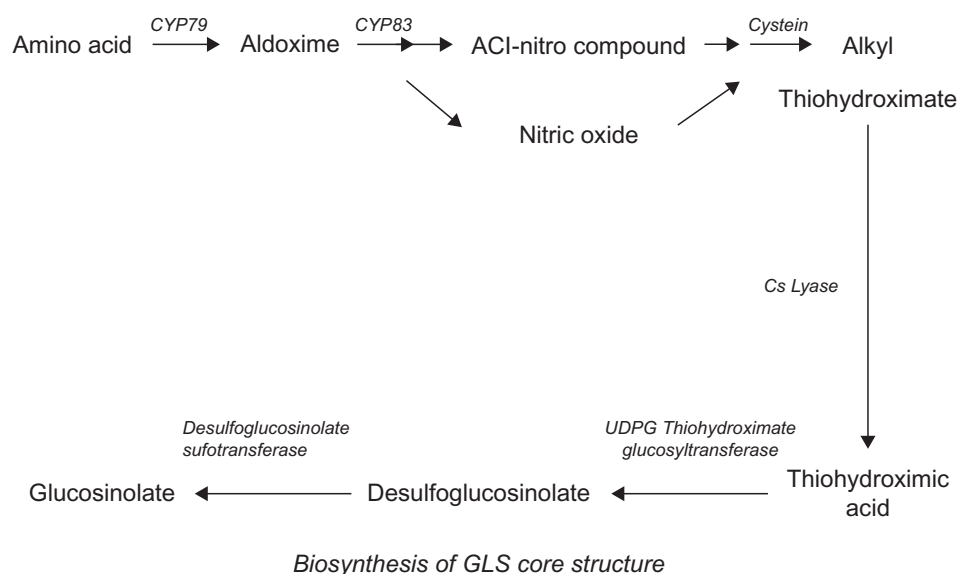 CYP79
CYP83
Cystein
Amino acid
Aldoxime
ACI-nitro compound
Alkyl
Thiohydroximate
Nitric oxide
Cs Lyase
Desulfoglucosinolate
sufotransferase
UDPG Thiohydroximate
glucosyltransferase
Glucosinolate
Desulfoglucosinolate
Thiohydroximic
acid
Biosynthesis of GLS core structure